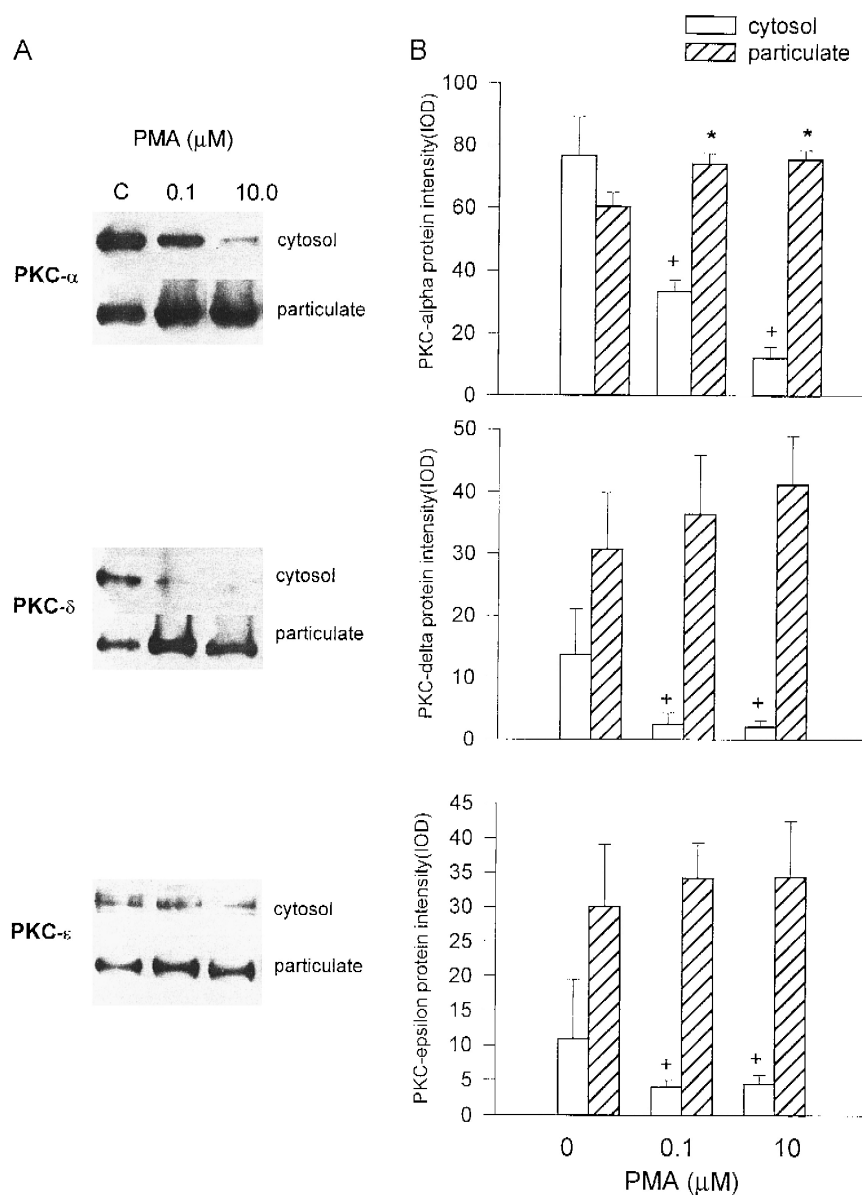 A
PMA (μM)
C 0.1 10.0
PKC-α
cytosol
particulate
PKC-δ
cytosol
particulate
PKC-ε
cytosol
particulate
B
cytosol
particulate
PKC-alpha protein intensity(IOD)
100
80
60
40
20
0
* *
+ +
PKC-delta protein intensity(IOD)
50
40
30
20
10
0
+ +
PKC-epsilon protein intensity(IOD)
45
40
35
30
25
20
15
10
5
0
+ +
0 0.1 10
PMA (μM)